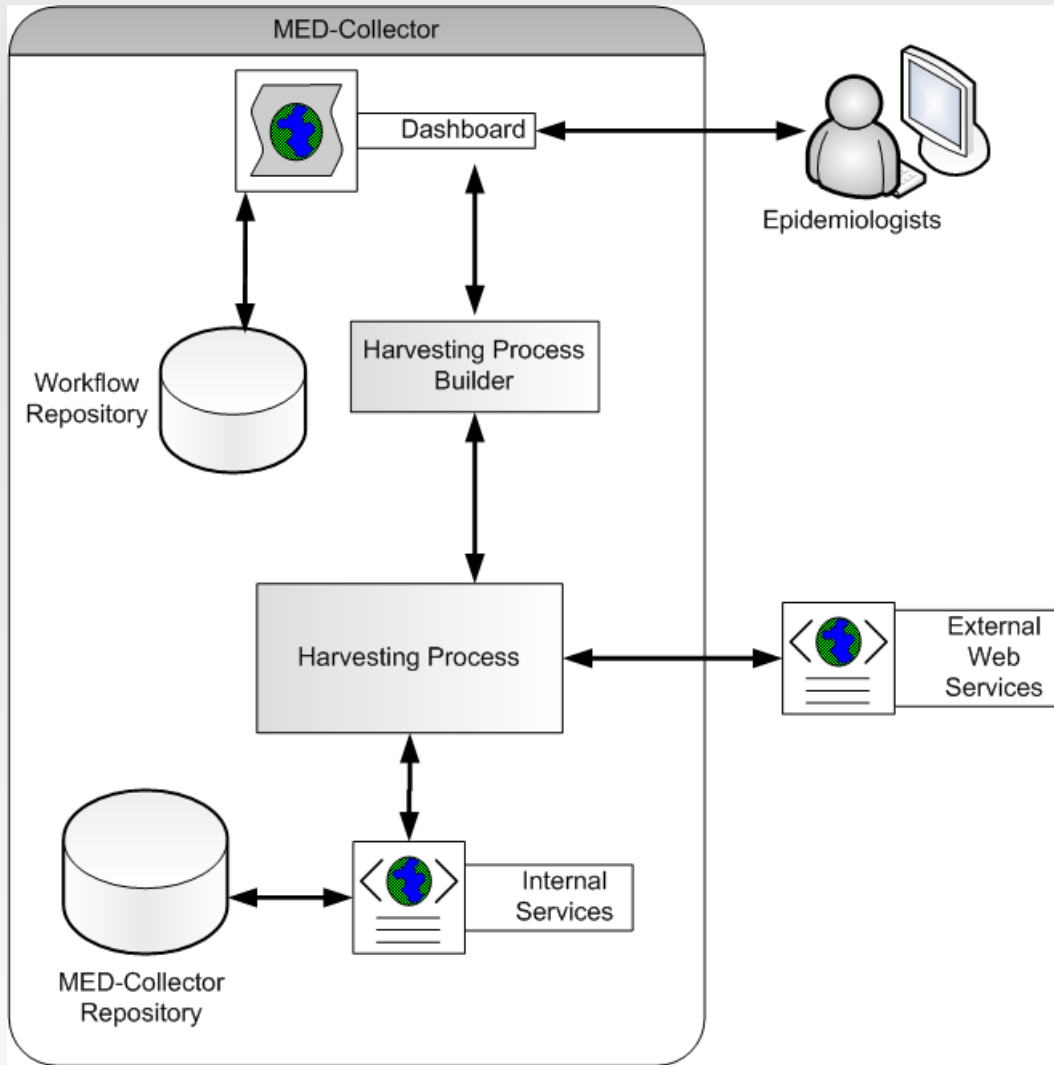 MED-Collector
Dashboard
Epidemiologists
Harvesting Process
Builder
Workflow
Repository
Harvesting Process
External
Web
Services
Internal
Services
MED-Collector
Repository